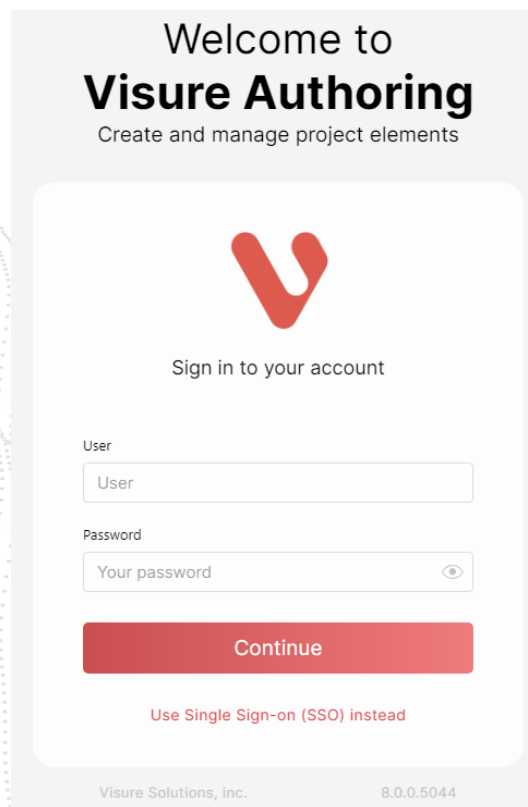 Welcome to
Visure Authoring
Create and manage project elements
Sign in to your account
User
User
Password
Your password
Continue
Use Single Sign-on (SSO) instead
Visure Solutions, inc. 8.0.0.5044